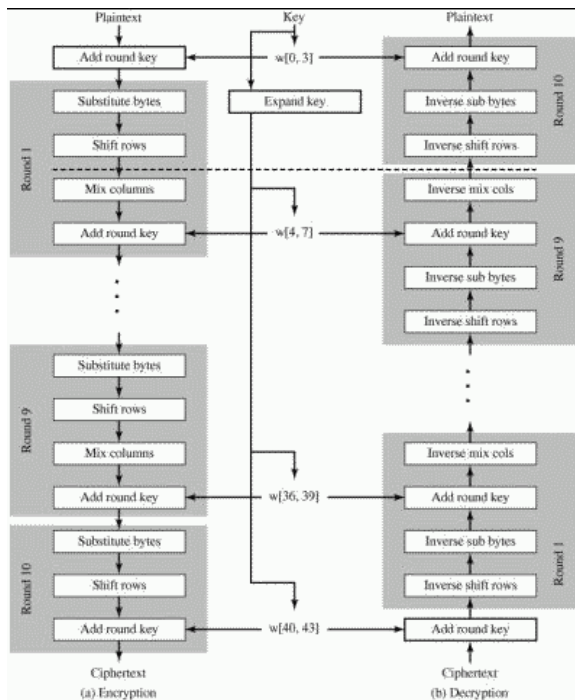 Plaintext
Add round key
Round 1
Substitute bytes
Shift rows
Mix columns
Add round key
Round 9
Substitute bytes
Shift rows
Mix columns
Add round key
Round 10
Substitute bytes
Shift rows
Add round key
Ciphertext
(a) Encryption
Key
w[0, 3]
Expand key
w[4, 7]
w[36, 39]
w[40, 43]
Plaintext
Add round key
Inverse sub bytes
Inverse shift rows
Round 10
Inverse mix cols
Add round key
Inverse sub bytes
Inverse shift rows
Round 9
Inverse mix cols
Add round key
Inverse sub bytes
Inverse shift rows
Round 1
Add round key
Ciphertext
(b) Decryption